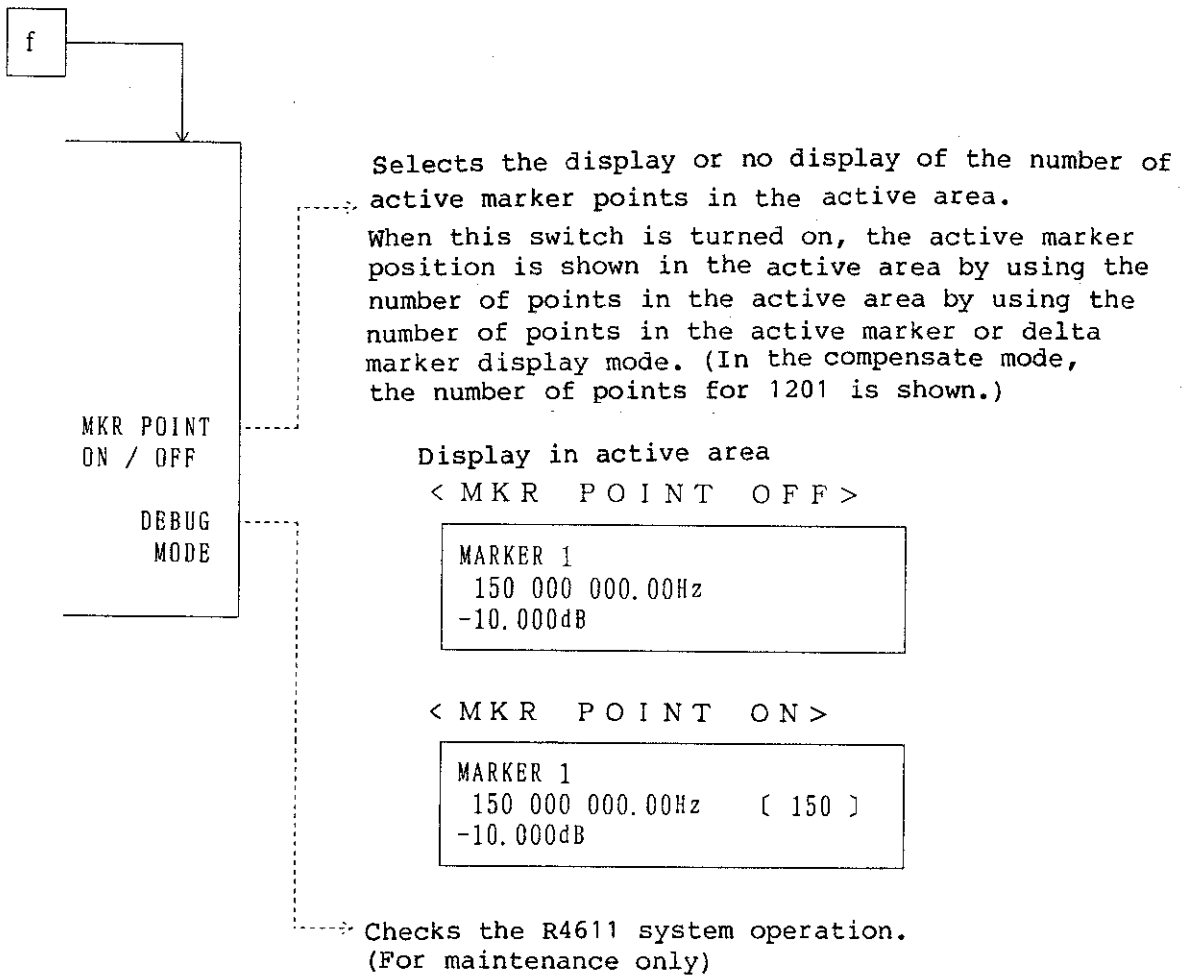 f
Selects the display or no display of the number of
active marker points in the active area.
When this switch is turned on, the active marker
position is shown in the active area by using the
number of points in the active area by using the
number of points in the active marker or delta
marker display mode. (In the compensate mode,
the number of points for 1201 is shown.)
MKR POINT
ON / OFF
DEBUG
MODE
Display in active area
<MKR POINT OFF>
MARKER 1
150 000 000.00Hz
-10.000dB
<MKR POINT ON>
MARKER 1
150 000 000.00Hz [ 150 ]
-10.000dB
Checks the R4611 system operation.
(For maintenance only)